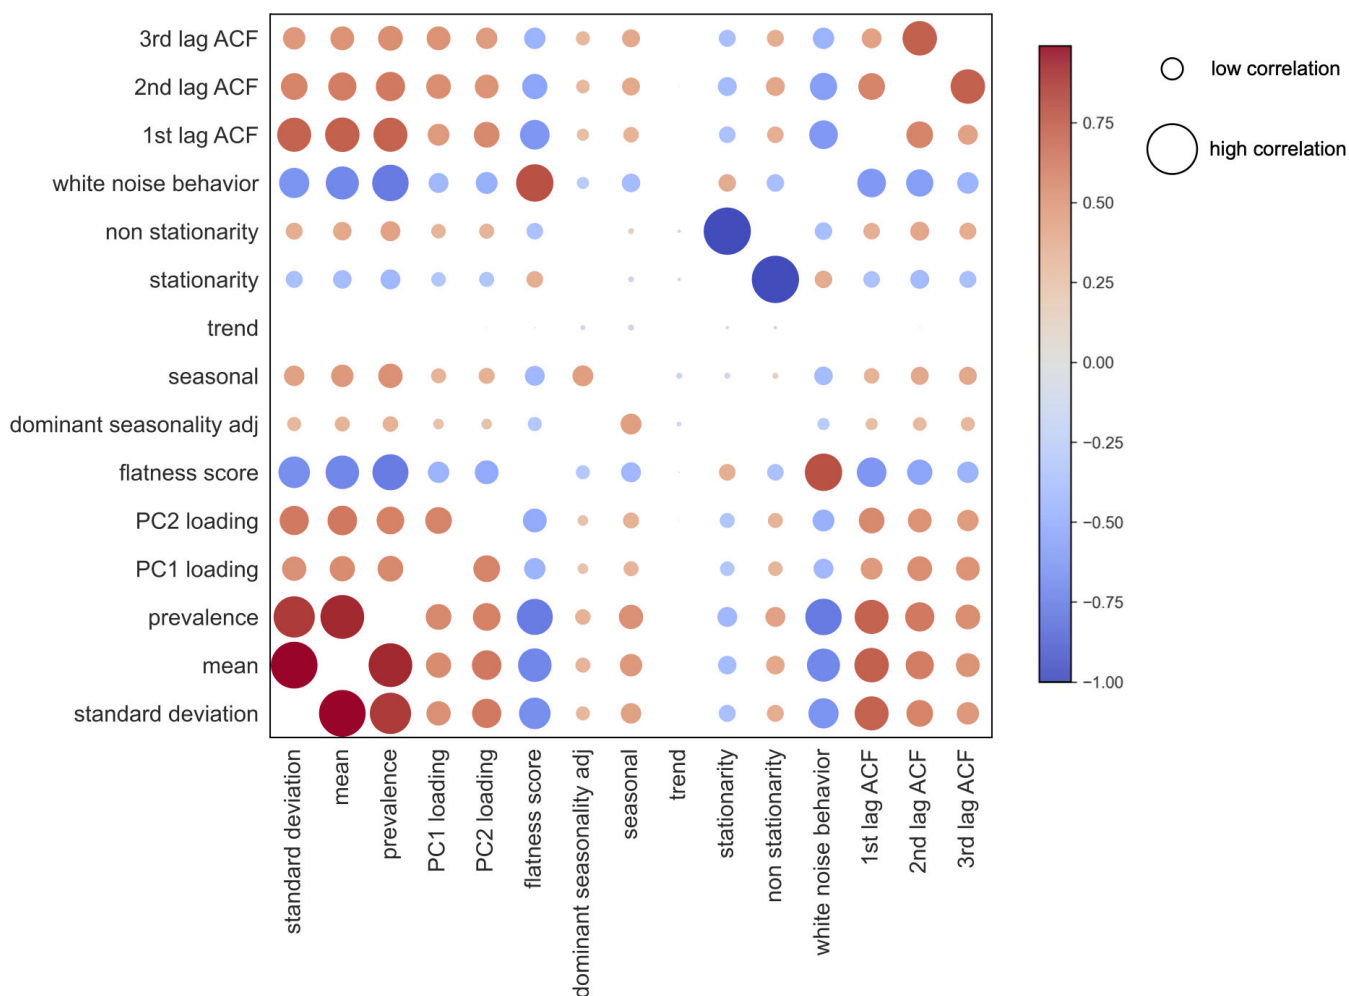 3rd lag ACF
2nd lag ACF
1st lag ACF
white noise behavior
non stationarity
stationarity
trend
seasonal
dominant seasonality adj
flatness score
PC2 loading
PC1 loading
prevalence
mean
standard deviation
standard deviation
mean
prevalence
PC1 loading
PC2 loading
flatness score
dominant seasonality adj
seasonal
trend
stationarity
non stationarity
white noise behavior
1st lag ACF
2nd lag ACF
3rd lag ACF
0.75
0.50
0.25
0.00
−0.25
−0.50
−0.75
−1.00
low correlation
high correlation